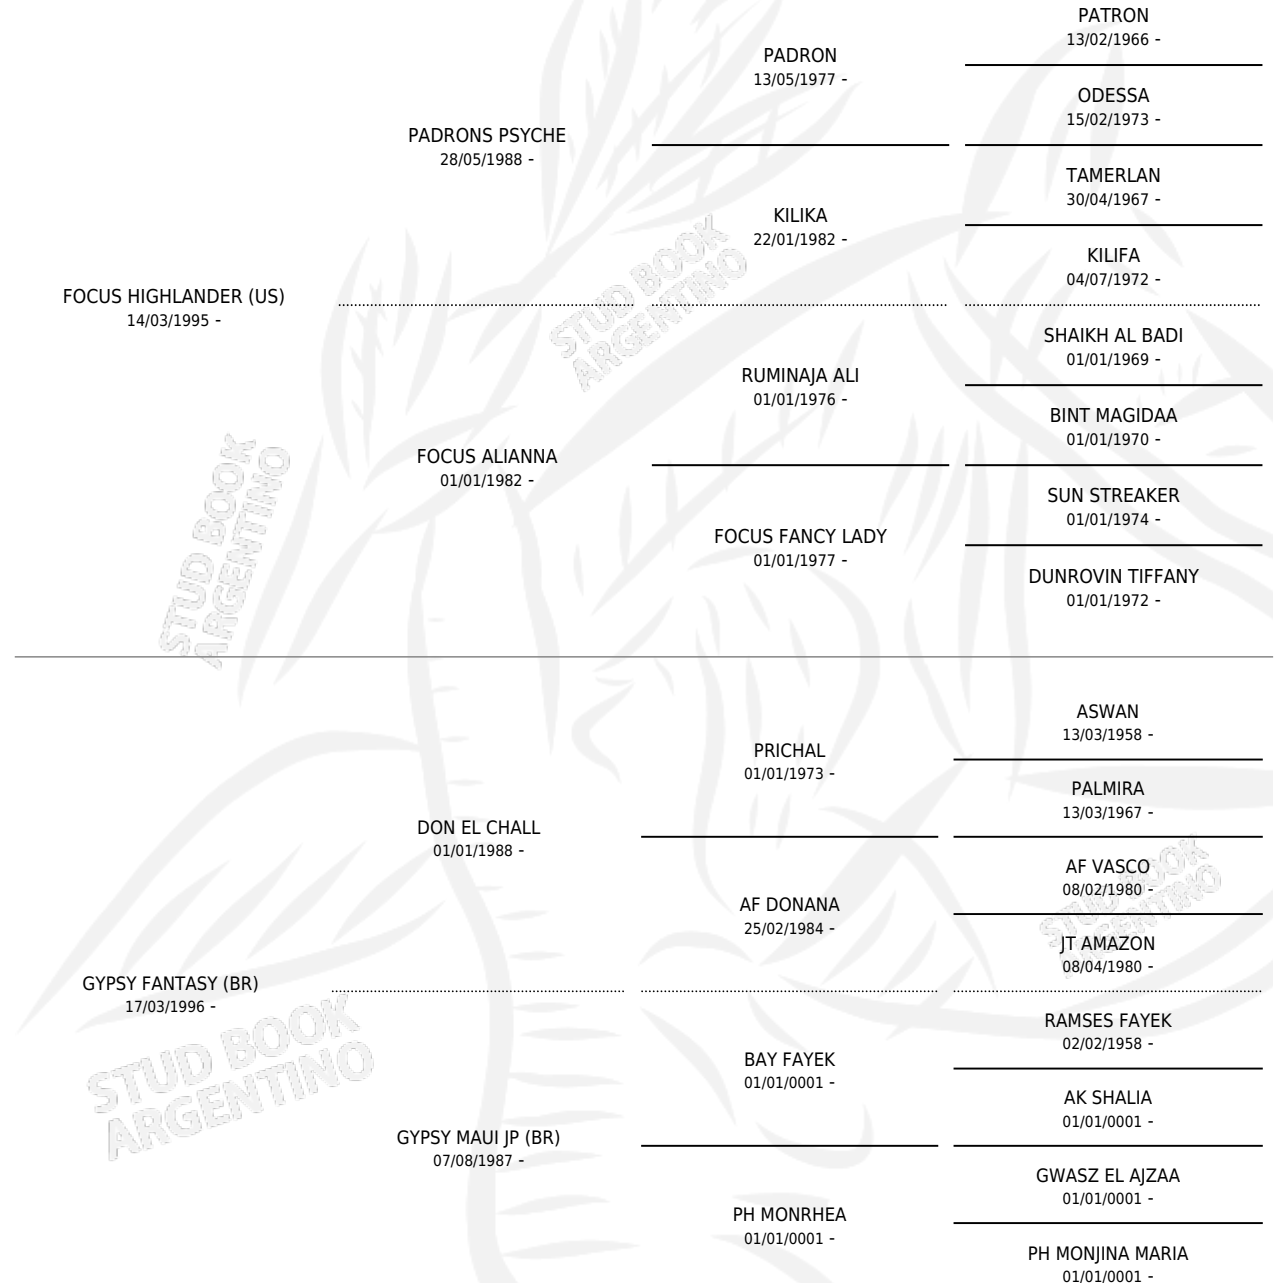 PATRON
13/02/1966 -
PADRON
13/05/1977 -
ODESSA
15/02/1973 -
PADRONS PSYCHE
28/05/1988 -
TAMERLAN
30/04/1967 -
KILIKA
22/01/1982 -
KILIFA
04/07/1972 -
FOCUS HIGHLANDER (US)
14/03/1995 -
STUD BOOK
ARGENTINO
SHAIKH AL BADI
01/01/1969 -
RUMINAJA ALI
01/01/1976 -
BINT MAGIDAA
01/01/1970 -
FOCUS ALIANNA
01/01/1982 -
SUN STREAKER
01/01/1974 -
FOCUS FANCY LADY
01/01/1977 -
DUNROVIN TIFFANY
01/01/1972 -
STUD BOOK
ARGENTINO
ASWAN
13/03/1958 -
PRICHAL
01/01/1973 -
PALMIRA
13/03/1967 -
DON EL CHALL
01/01/1988 -
AF VASCO
08/02/1980 -
AF DONANA
25/02/1984 -
STUD BOOK
ARGENTINO
JT AMAZON
08/04/1980 -
GYPSY FANTASY (BR)
17/03/1996 -
STUD BOOK
ARGENTINO
RAMSES FAYEK
02/02/1958 -
BAY FAYEK
01/01/0001 -
AK SHALIA
01/01/0001 -
GYPSY MAUI JP (BR)
07/08/1987 -
GWASZ EL AJZAA
01/01/0001 -
PH MONRHEA
01/01/0001 -
PH MONJINA MARIA
01/01/0001 -